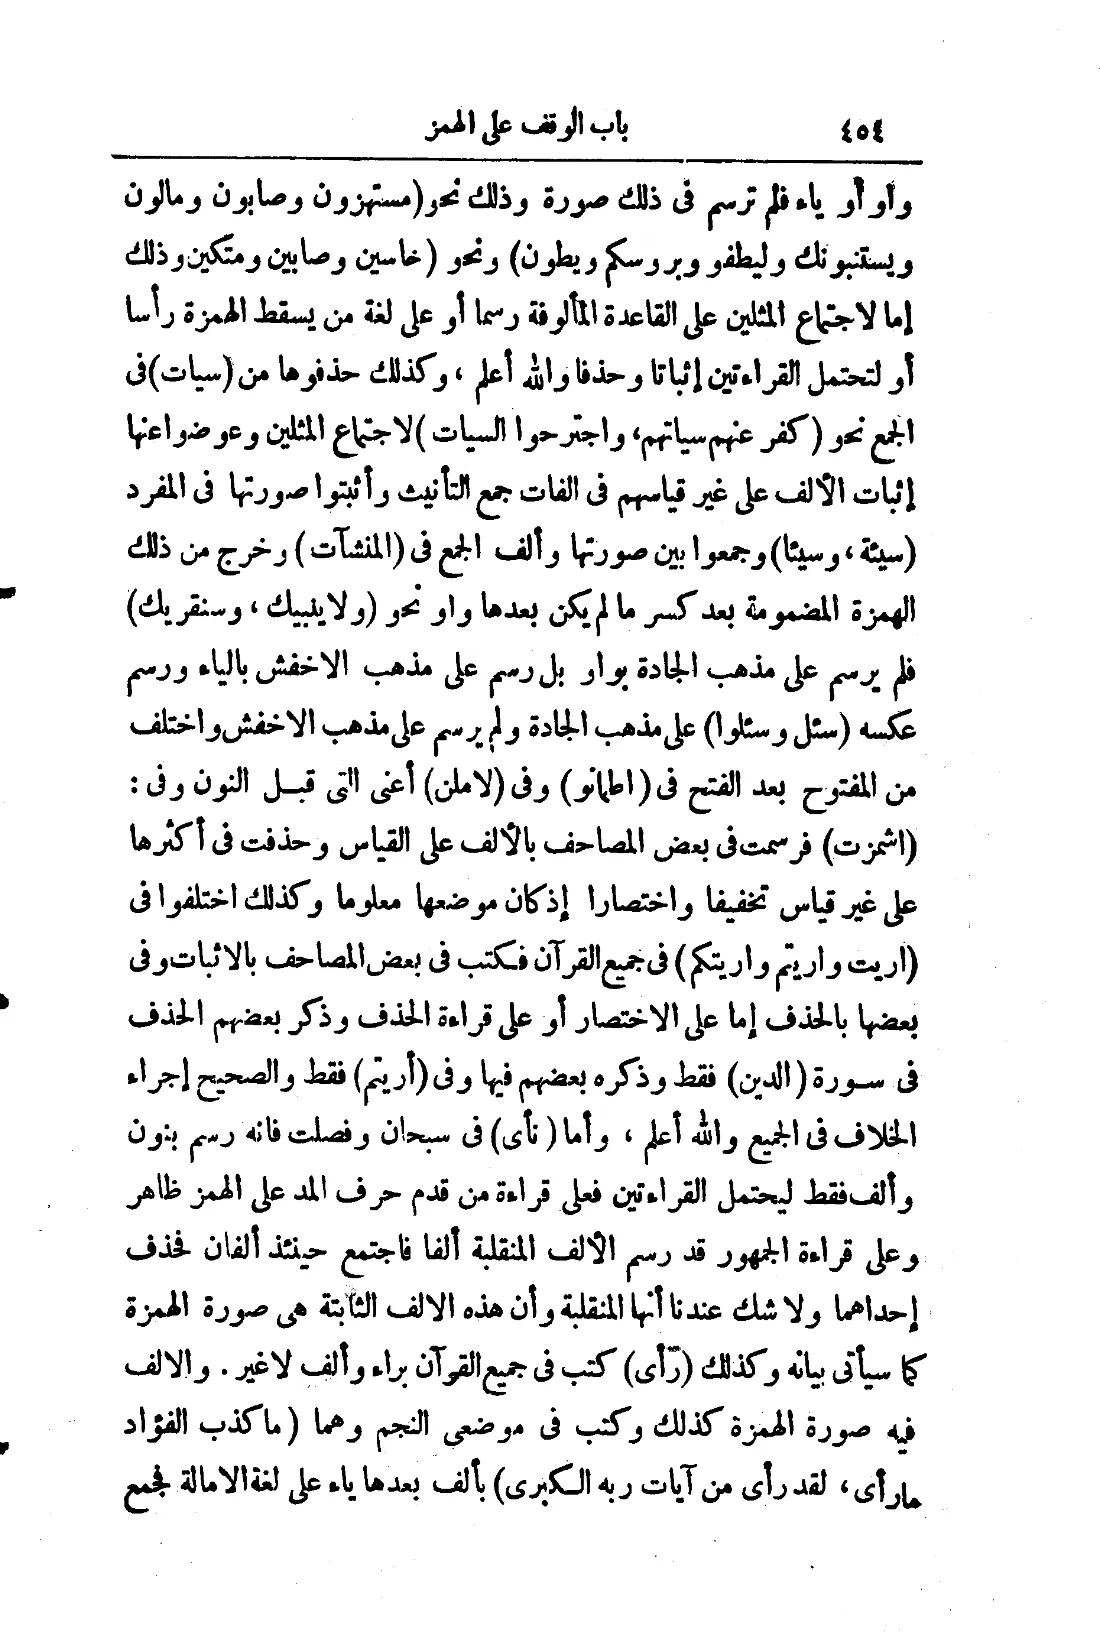 ٤٥٤ باب الوقف على الهمز
واو أو ياء فلم ترسم فى ذلك صورة وذلك نحو (مستهزون وصابون ومالون
ويستنبونك وليطفو وبروسكم ويطون) ونحو (خاسين وصابين ومتكين وذلك
إما لاجتماع المثلين على القاعدة المألوفة رسما أو على لغة من يسقط الهمزة رأسا
أو لتحتمل القراءتين إثباتا وحذفا والله أعلم ، وكذلك حذفوها من (سيات) فى
الجمع نحو (كفر عنهم سياتهم، واجترحوا السيات) لاجتماع المثلين وعوضوا عنها
إثبات الألف على غير قياسهم فى الفات جمع التأنيث وأثبتوا صورتها فى المفرد
(سيئة ، وسيئا) وجمعوا بين صورتها وألف الجمع فى (المنشآت) وخرج من ذلك
الهمزة المضمومة بعد كسر ما لم يكن بعدها واو نحو (ولاينبيك ، وسنقريك)
فلم يرسم على مذهب الجادة بواو بل رسم على مذهب الاخفش بالياء ورسم
عكسه (سئل وسئلوا) على مذهب الجادة ولم يرسم على مذهب الاخفش واختلف
من المفتوح بعد الفتح فى (اطمانو) وفى (لاملن) أعنى التى قبل النون وفى :
(اشمزت) فرسمت فى بعض المصاحف بالألف على القياس وحذفت فى أكثرها
على غير قياس تخفيفا واختصارا إذ كان موضعها معلوما وكذلك اختلفوا فى
(اريت واريتم واريتكم) فى جميع القرآن فكتب فى بعض المصاحف بالاثبات وفى
بعضها بالحذف إما على الاختصار أو على قراءة الحذف وذكر بعضهم الحذف
فى سورة (الدين) فقط وذكره بعضهم فيها وفى (أريتم) فقط والصحيح إجراء
الخلاف فى الجميع والله أعلم ، وأما (نأى) فى سبحان وفصلت فانه رسم بنون
وألف فقط ليحتمل القراءتين فعلى قراءة من قدم حرف المد على الهمز ظاهر
وعلى قراءة الجمهور قد رسم الألف المنقلبة ألفا فاجتمع حينئذ ألفان فحذف
إحداهما ولا شك عندنا أنها المنقلبة وأن هذه الالف الثابتة هى صورة الهمزة
كما سيأتى بيانه وكذلك (رأى) كتب فى جميع القرآن براء وألف لاغير . والالف
فيه صورة الهمزة كذلك وكتب فى موضعى النجم وهما (ماكذب الفؤاد
مارأى، لقد رأى من آيات ربه الكبرى) بألف بعدها ياء على لغة الامالة فجمع